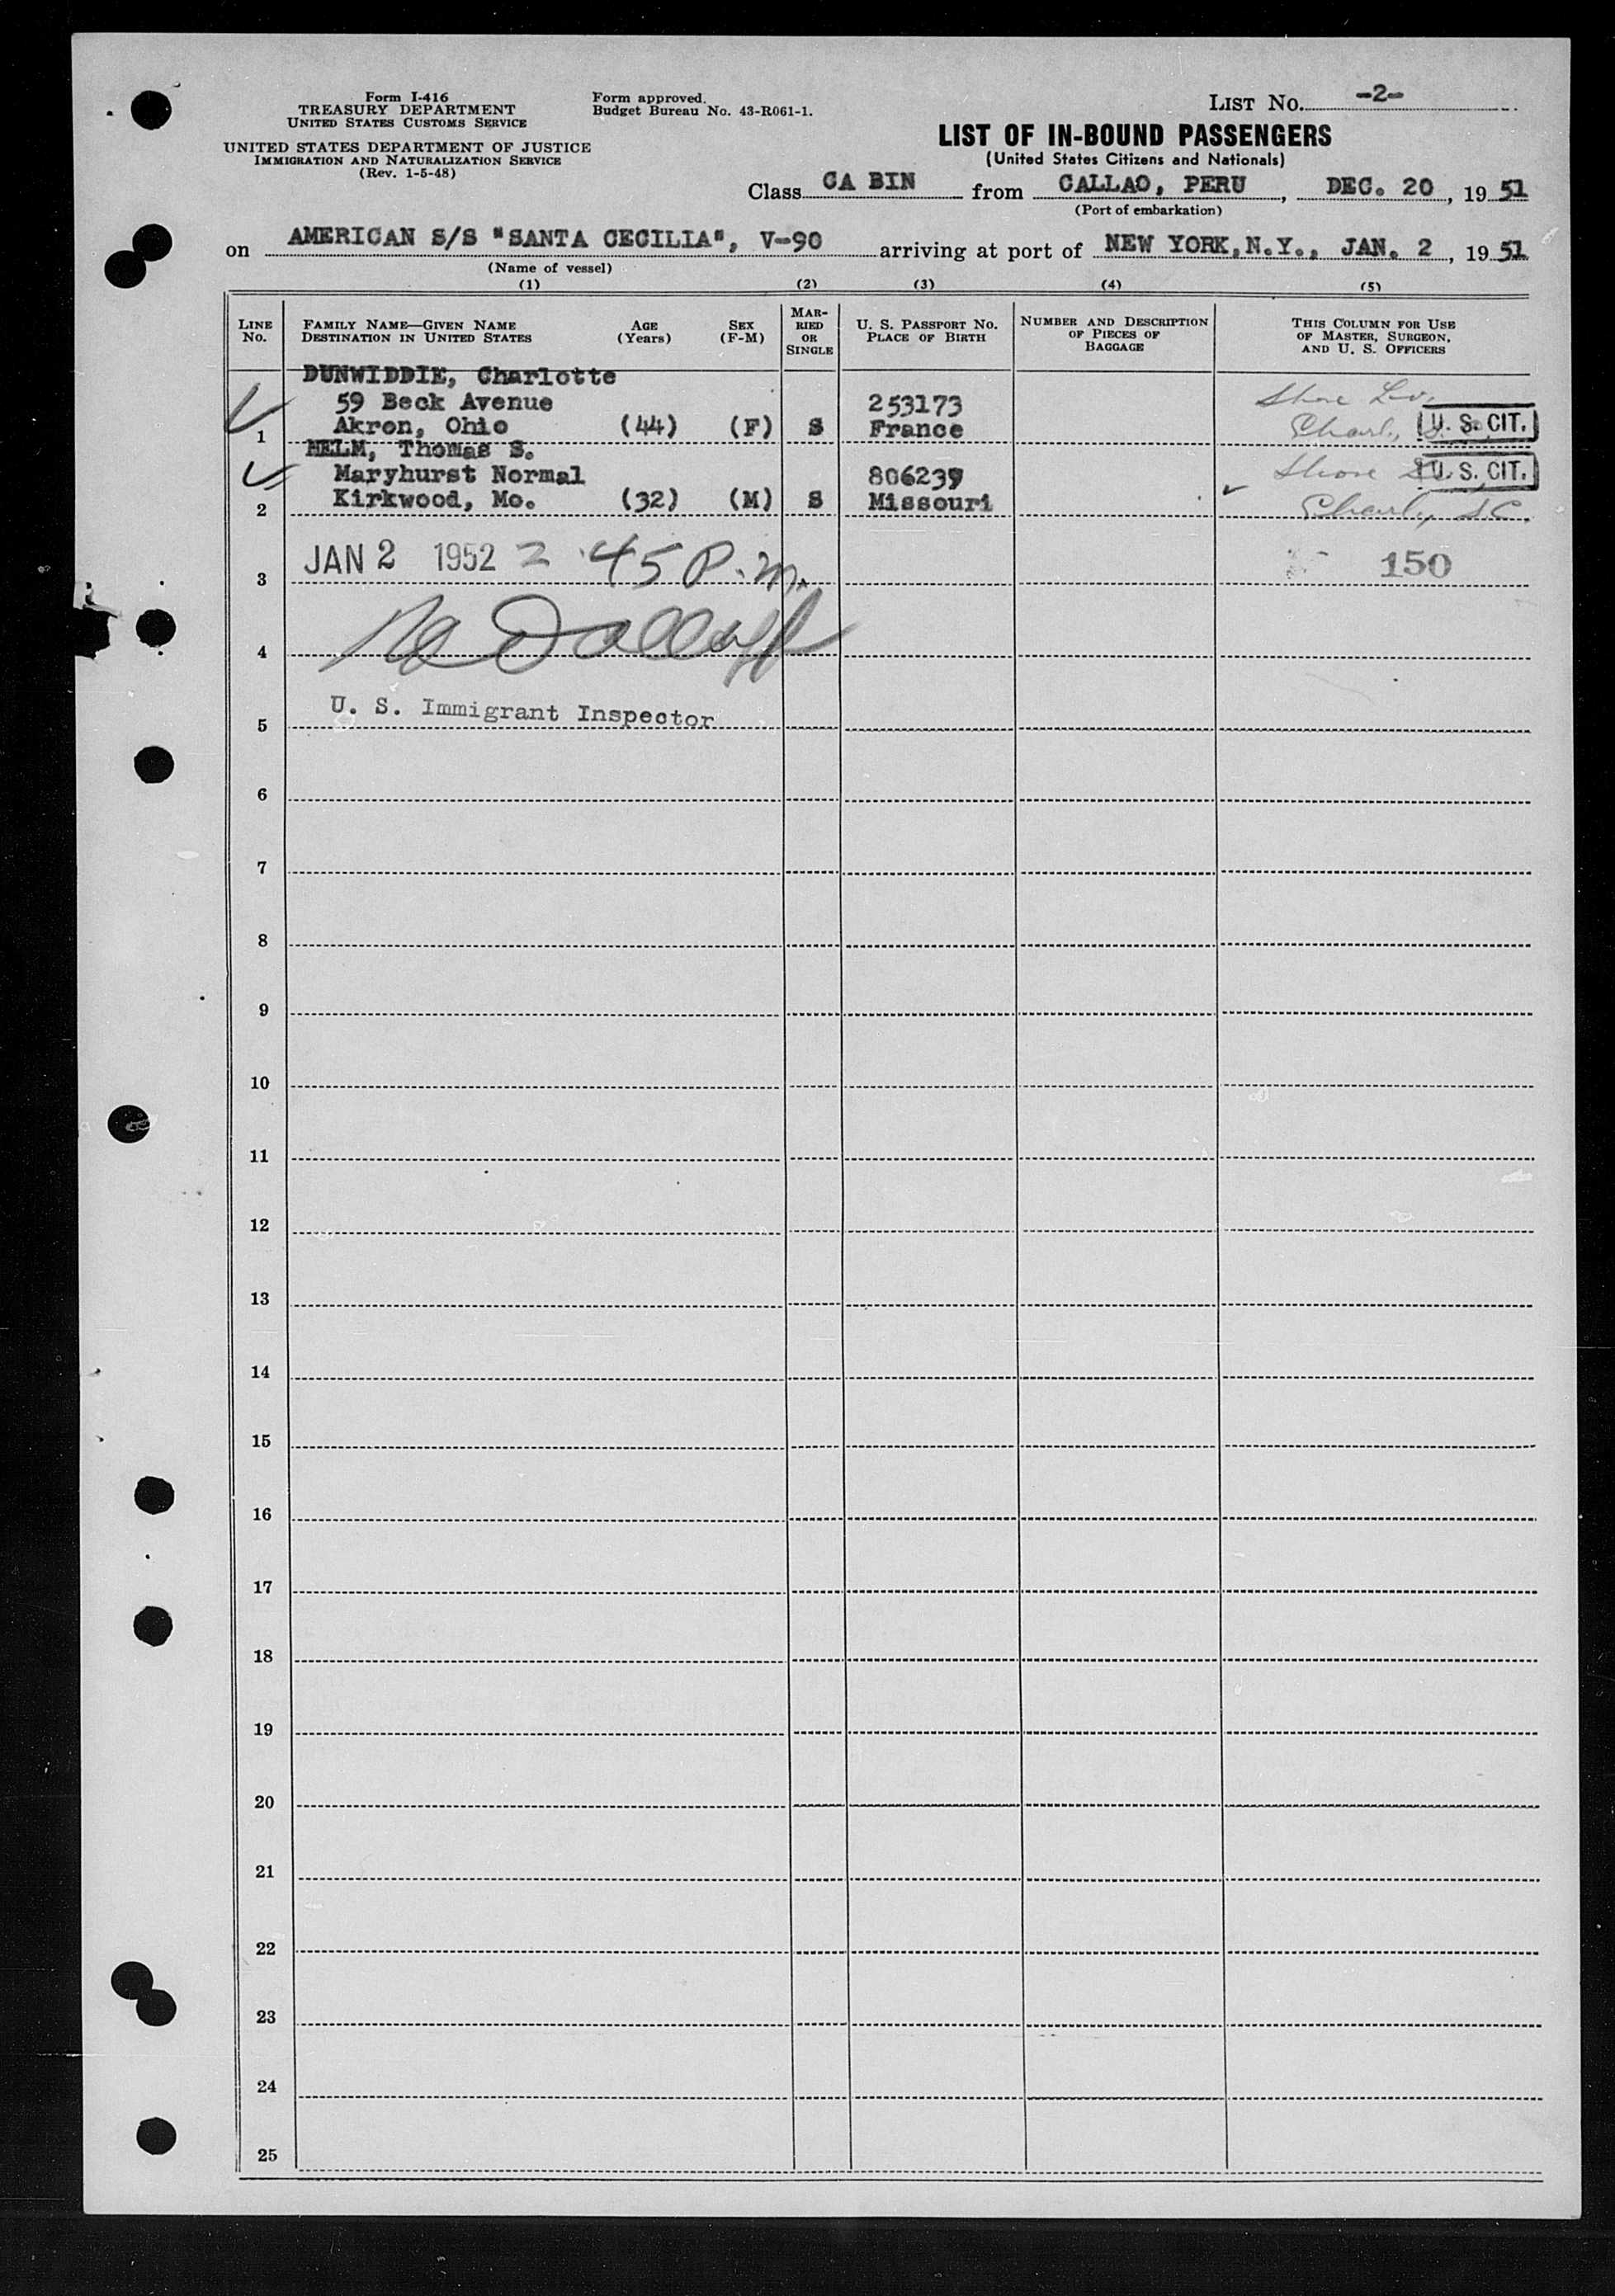 Form I-416
TREASURY DEPARTMENT
UNITED STATES CUSTOMS SERVICE
UNITED STATES DEPARTMENT OF JUSTICE
IMMIGRATION AND NATURALIZATION SERVICE
(Rev. 1-5-48)
Form approved.
Budget Bureau No. 43-R061-1.
LIST No. -2-
LIST OF IN-BOUND PASSENGERS
(United States Citizens and Nationals)
Class CA BIN from CALLAO, PERU, DEC. 20, 19 51
(Port of embarkation)
on AMERICAN S/S "SANTA CECILIA", V-90 arriving at port of NEW YORK, N.Y., JAN. 2, 19 51
(Name of vessel)
(1) (2) (3) (4) (5)
LINE No.
FAMILY NAME—GIVEN NAME
DESTINATION IN UNITED STATES
AGE (Years)
SEX (F-M)
MARRIED OR SINGLE
U. S. PASSPORT No.
PLACE OF BIRTH
NUMBER AND DESCRIPTION
OF PIECES OF
BAGGAGE
THIS COLUMN FOR USE
OF MASTER, SURGEON,
AND U. S. OFFICERS
DUNWIDDIE, Charlotte
59 Beck Avenue 253173
1 Akron, Ohio (44) (F) S France U. S. CIT.
HELM, Thomas S.
Maryhurst Normal 806239 U. S. CIT.
2 Kirkwood, Mo. (32) (M) S Missouri
3 JAN 2 1952 2 45 P.m. 150
4
5 U. S. Immigrant Inspector
6
7
8
9
10
11
12
13
14
15
16
17
18
19
20
21
22
23
24
25